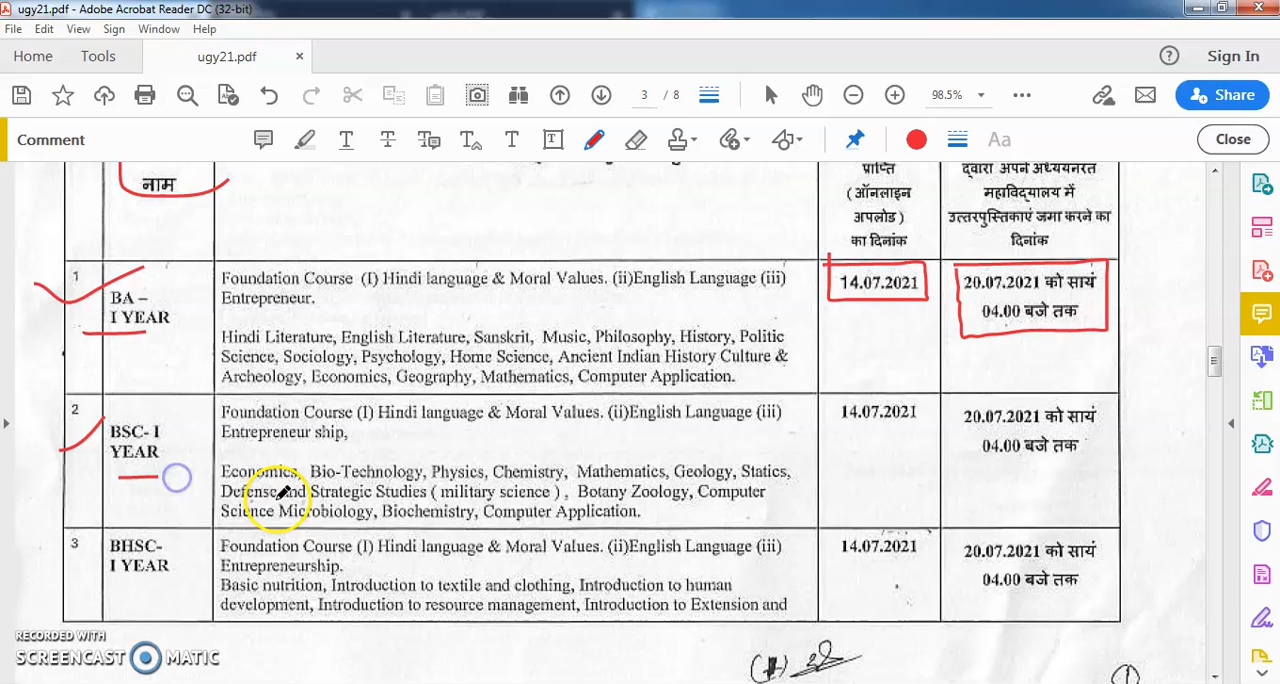 ugy21.pdf - Adobe Acrobat Reader DC (32-bit)
File Edit View Sign Window Help
Home Tools ugy21.pdf × Sign In
3 / 8 98.5% Share
Comment Aa Close
नाम
प्राप्ति
(ऑनलाइन
अपलोड)
का दिनांक
द्वारा अपने अध्ययनरत
महाविद्यालय में
उत्तरपुस्तिकाएं जमा करने का
दिनांक
1
BA –
I YEAR
Foundation Course (I) Hindi language & Moral Values. (ii)English Language (iii)
Entrepreneur.
Hindi Literature, English Literature, Sanskrit, Music, Philosophy, History, Politic
Science, Sociology, Psychology, Home Science, Ancient Indian History Culture &
Archeology, Economics, Geography, Mathematics, Computer Application.
14.07.2021
20.07.2021 को सायं
04.00 बजे तक
2
BSC- I
YEAR
Foundation Course (I) Hindi language & Moral Values. (ii)English Language (iii)
Entrepreneur ship,
Economics, Bio-Technology, Physics, Chemistry, Mathematics, Geology, Statics,
Defense and Strategic Studies ( military science ), Botany Zoology, Computer
Science Microbiology, Biochemistry, Computer Application.
14.07.2021
20.07.2021 को सायं
04.00 बजे तक
3
BHSC-
I YEAR
Foundation Course (I) Hindi language & Moral Values. (ii)English Language (iii)
Entrepreneurship.
Basic nutrition, Introduction to textile and clothing, Introduction to human
development, Introduction to resource management, Introduction to Extension and
14.07.2021
20.07.2021 को सायं
04.00 बजे तक
RECORDED WITH
SCREENCAST MATIC